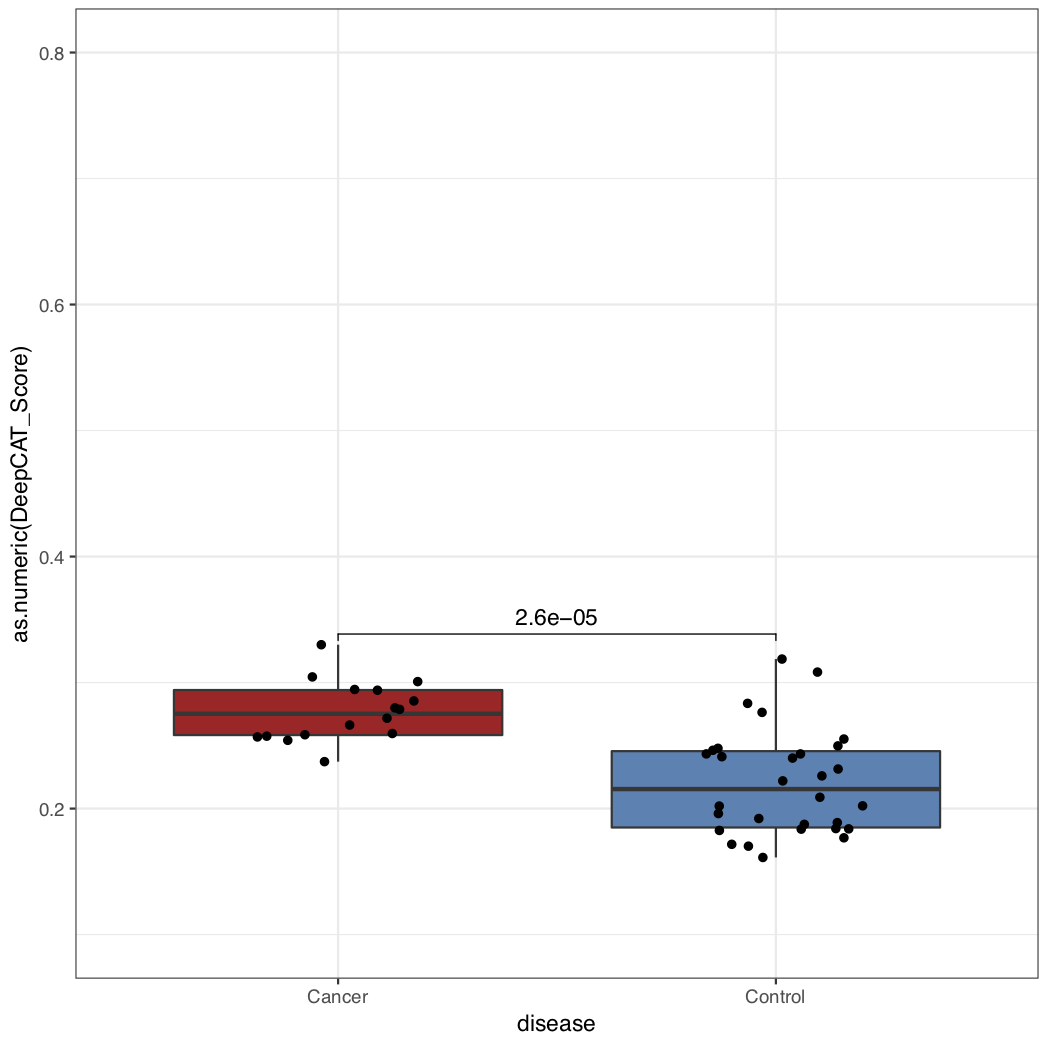 0.8
0.6
0.4
0.2
as.numeric(DeepCAT_Score)
2.6e−05
Cancer
Control
disease